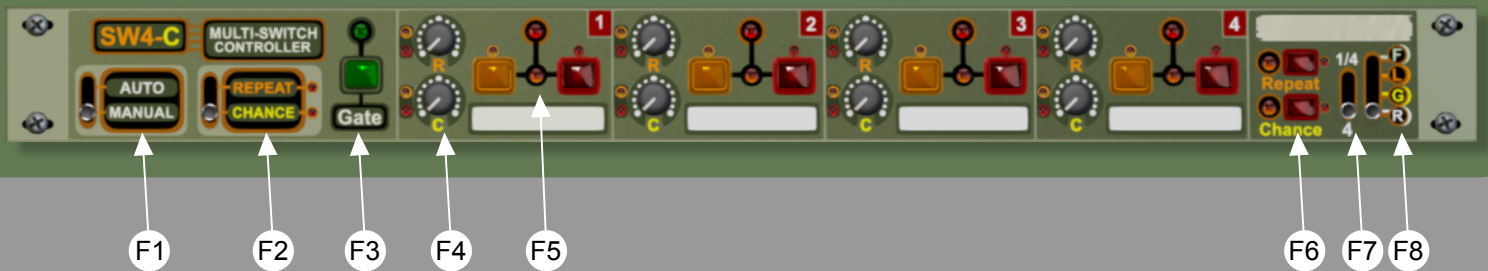 SW4-C
MULTI-SWITCH
CONTROLLER
AUTO
MANUAL
REPEAT
CHANCE
Gate
R
C
1
R
C
2
R
C
3
R
C
4
Repeat
Chance
1/4
4
F
L
G
R
F1
F2
F3
F4
F5
F6
F7
F8